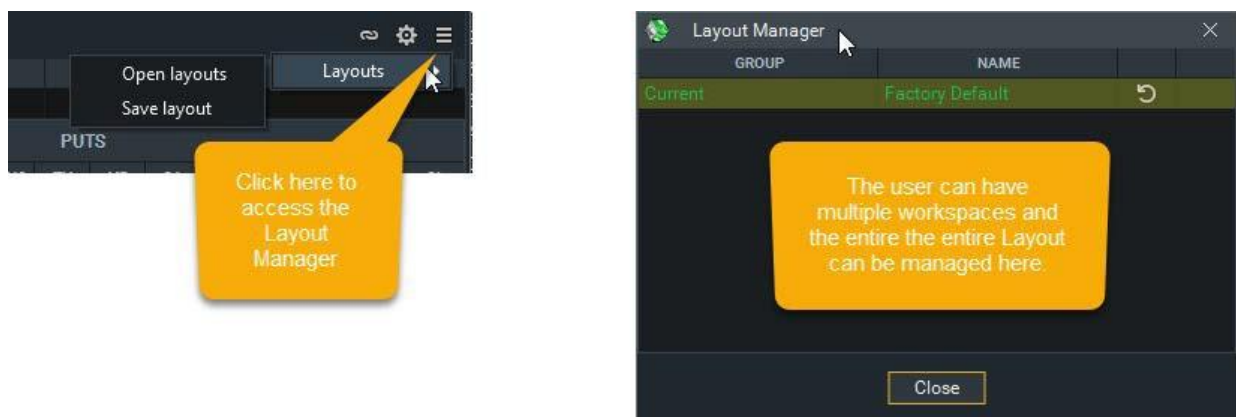 Open layouts
Layouts
Save layout
PUTS
Click here to
access the
Layout
Manager
Layout Manager
GROUP
NAME
Current
Factory Default
The user can have
multiple workspaces and
the entire the entire Layout
can be managed here.
Close